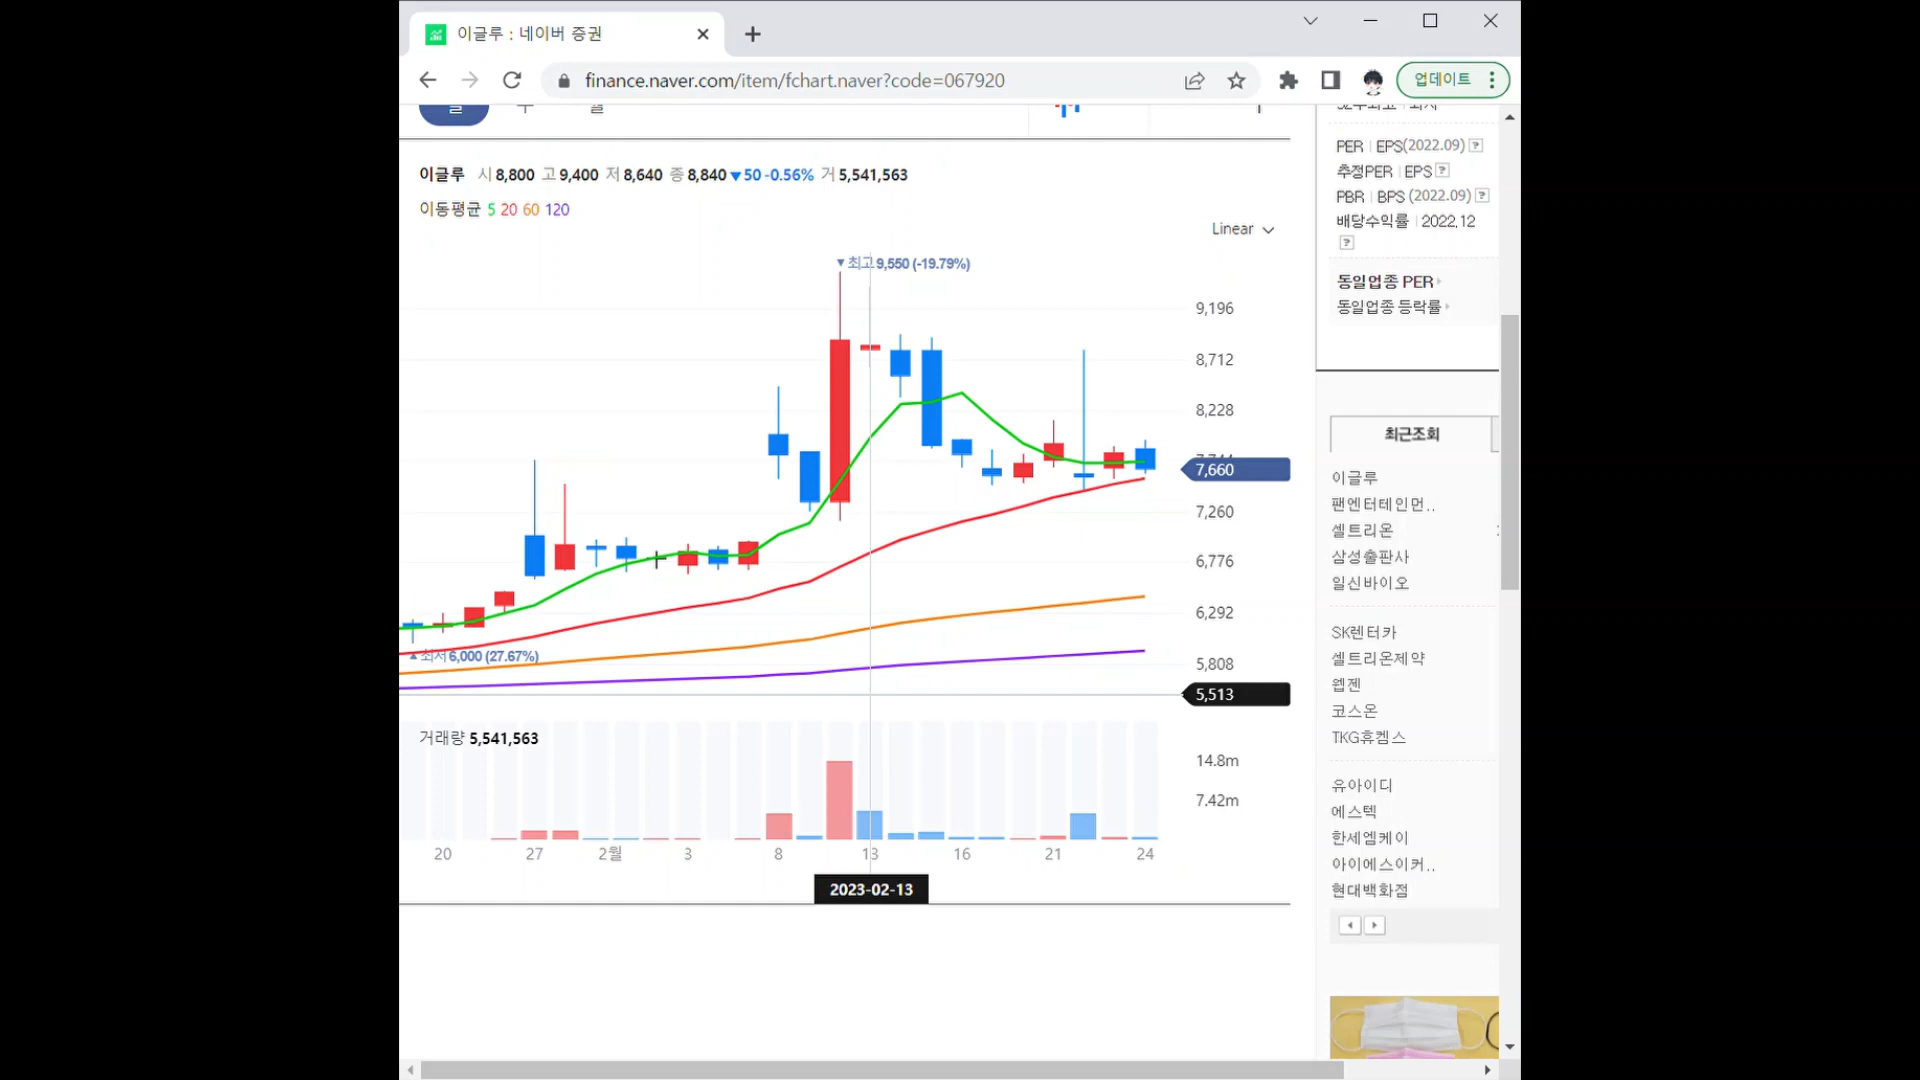 이글루 : 네이버 증권
finance.naver.com/item/fchart.naver?code=067920
업데이트
이글루 시 8,800 고 9,400 저 8,640 종 8,840 ▼50 -0.56% 거 5,541,563
이동평균 5 20 60 120
Linear
▼최고 9,550 (-19.79%)
9,196
8,712
8,228
7,660
7,260
6,776
6,292
5,808
5,513
▲최저 6,000 (27.67%)
거래량 5,541,563
14.8m
7.42m
20 27 2월 3 8 13 16 21 24
2023-02-13
PER | EPS(2022.09) ?
추정PER | EPS ?
PBR | BPS (2022.09) ?
배당수익률 | 2022.12
?
동일업종 PER
동일업종 등락률
최근조회
이글루
팬엔터테인먼..
셀트리온
삼성출판사
일신바이오
SK렌터카
셀트리온제약
웹젠
코스온
TKG휴켐스
유아이디
에스텍
한세엠케이
아이에스이커..
현대백화점